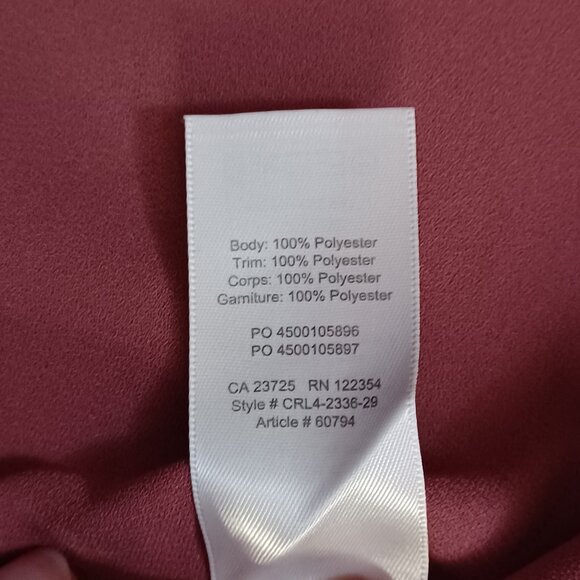 Body: 100% Polyester
Trim: 100% Polyester
Corps: 100% Polyester
Garniture: 100% Polyester
PO 4500105896
PO 4500105897
CA 23725 RN 122354
Style # CRL4-2336-29
Article # 60794